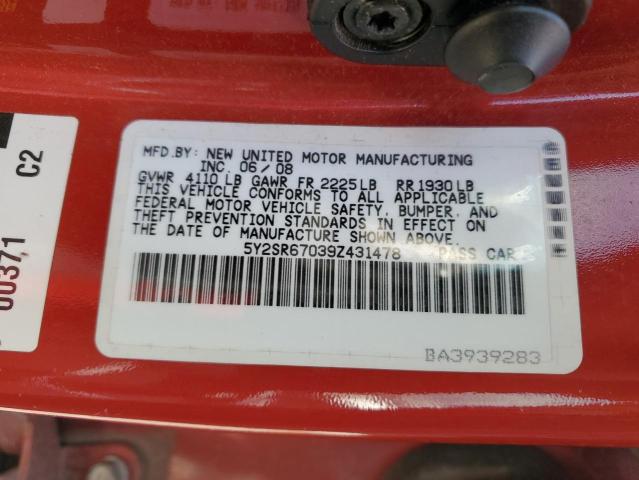 MFD.BY: NEW UNITED MOTOR MANUFACTURING
INC 06/08
GVWR 4110 LB GAWR FR 2225 LB RR 1930 LB
THIS VEHICLE CONFORMS TO ALL APPLICABLE
FEDERAL MOTOR VEHICLE SAFETY, BUMPER, AND
THEFT PREVENTION STANDARDS IN EFFECT ON
THE DATE OF MANUFACTURE SHOWN ABOVE.
5Y2SR67039Z431478 PASS CAR
BA3939283
C2
00371